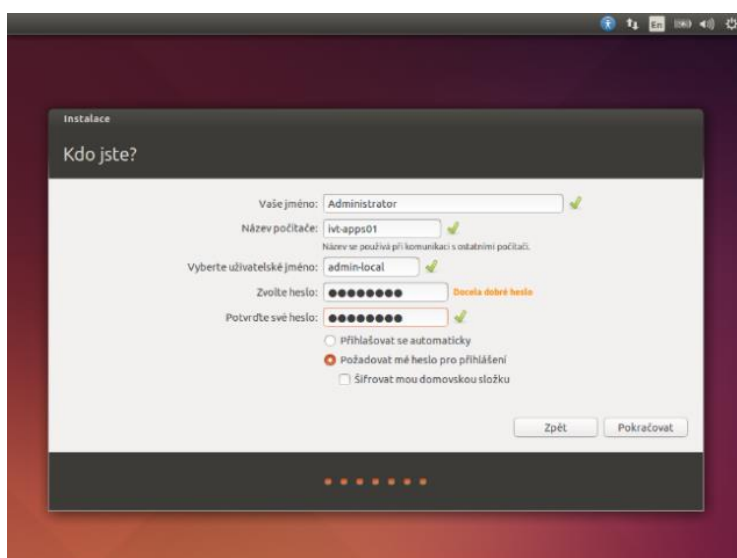 En
Instalace
Kdo jste?
Vaše jméno: Administrator
Název počítače: ivt-apps01
Název se používá při komunikaci s ostatními počítači.
Vyberte uživatelské jméno: admin-local
Zvolte heslo: ●●●●●●●● Docela dobré heslo
Potvrďte své heslo: ●●●●●●●●
Přihlašovat se automaticky
Požadovat mé heslo pro přihlášení
Šifrovat mou domovskou složku
Zpět Pokračovat